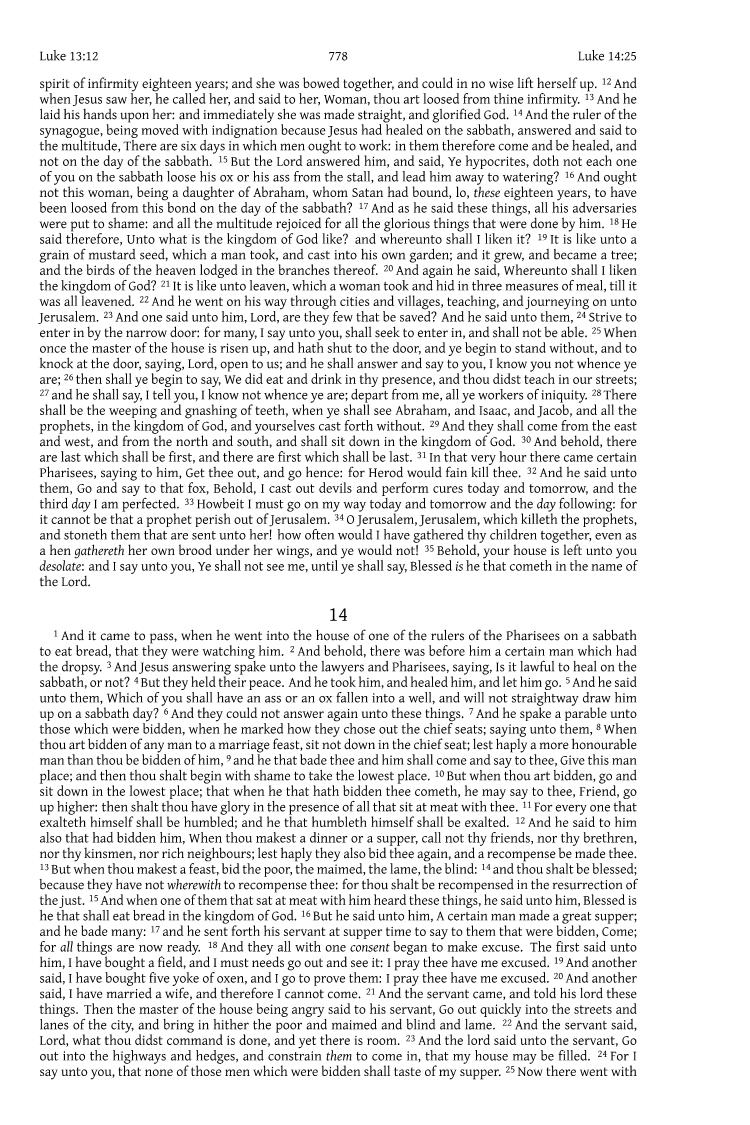 Luke 13:12 778 Luke 14:25
spirit of infirmity eighteen years; and she was bowed together, and could in no wise lift herself up. 12 And
when Jesus saw her, he called her, and said to her, Woman, thou art loosed from thine infirmity. 13 And he
laid his hands upon her: and immediately she was made straight, and glorified God. 14 And the ruler of the
synagogue, being moved with indignation because Jesus had healed on the sabbath, answered and said to
the multitude, There are six days in which men ought to work: in them therefore come and be healed, and
not on the day of the sabbath. 15 But the Lord answered him, and said, Ye hypocrites, doth not each one
of you on the sabbath loose his ox or his ass from the stall, and lead him away to watering? 16 And ought
not this woman, being a daughter of Abraham, whom Satan had bound, lo, these eighteen years, to have
been loosed from this bond on the day of the sabbath? 17 And as he said these things, all his adversaries
were put to shame: and all the multitude rejoiced for all the glorious things that were done by him. 18 He
said therefore, Unto what is the kingdom of God like? and whereunto shall I liken it? 19 It is like unto a
grain of mustard seed, which a man took, and cast into his own garden; and it grew, and became a tree;
and the birds of the heaven lodged in the branches thereof. 20 And again he said, Whereunto shall I liken
the kingdom of God? 21 It is like unto leaven, which a woman took and hid in three measures of meal, till it
was all leavened. 22 And he went on his way through cities and villages, teaching, and journeying on unto
Jerusalem. 23 And one said unto him, Lord, are they few that be saved? And he said unto them, 24 Strive to
enter in by the narrow door: for many, I say unto you, shall seek to enter in, and shall not be able. 25 When
once the master of the house is risen up, and hath shut to the door, and ye begin to stand without, and to
knock at the door, saying, Lord, open to us; and he shall answer and say to you, I know you not whence ye
are; 26 then shall ye begin to say, We did eat and drink in thy presence, and thou didst teach in our streets;
27 and he shall say, I tell you, I know not whence ye are; depart from me, all ye workers of iniquity. 28 There
shall be the weeping and gnashing of teeth, when ye shall see Abraham, and Isaac, and Jacob, and all the
prophets, in the kingdom of God, and yourselves cast forth without. 29 And they shall come from the east
and west, and from the north and south, and shall sit down in the kingdom of God. 30 And behold, there
are last which shall be first, and there are first which shall be last. 31 In that very hour there came certain
Pharisees, saying to him, Get thee out, and go hence: for Herod would fain kill thee. 32 And he said unto
them, Go and say to that fox, Behold, I cast out devils and perform cures today and tomorrow, and the
third day I am perfected. 33 Howbeit I must go on my way today and tomorrow and the day following: for
it cannot be that a prophet perish out of Jerusalem. 34 O Jerusalem, Jerusalem, which killeth the prophets,
and stoneth them that are sent unto her! how often would I have gathered thy children together, even as
a hen gathereth her own brood under her wings, and ye would not! 35 Behold, your house is left unto you
desolate: and I say unto you, Ye shall not see me, until ye shall say, Blessed is he that cometh in the name of
the Lord.
14
1 And it came to pass, when he went into the house of one of the rulers of the Pharisees on a sabbath
to eat bread, that they were watching him. 2 And behold, there was before him a certain man which had
the dropsy. 3 And Jesus answering spake unto the lawyers and Pharisees, saying, Is it lawful to heal on the
sabbath, or not? 4 But they held their peace. And he took him, and healed him, and let him go. 5 And he said
unto them, Which of you shall have an ass or an ox fallen into a well, and will not straightway draw him
up on a sabbath day? 6 And they could not answer again unto these things. 7 And he spake a parable unto
those which were bidden, when he marked how they chose out the chief seats; saying unto them, 8 When
thou art bidden of any man to a marriage feast, sit not down in the chief seat; lest haply a more honourable
man than thou be bidden of him, 9 and he that bade thee and him shall come and say to thee, Give this man
place; and then thou shalt begin with shame to take the lowest place. 10 But when thou art bidden, go and
sit down in the lowest place; that when he that hath bidden thee cometh, he may say to thee, Friend, go
up higher: then shalt thou have glory in the presence of all that sit at meat with thee. 11 For every one that
exalteth himself shall be humbled; and he that humbleth himself shall be exalted. 12 And he said to him
also that had bidden him, When thou makest a dinner or a supper, call not thy friends, nor thy brethren,
nor thy kinsmen, nor rich neighbours; lest haply they also bid thee again, and a recompense be made thee.
13 But when thou makest a feast, bid the poor, the maimed, the lame, the blind: 14 and thou shalt be blessed;
because they have not wherewith to recompense thee: for thou shalt be recompensed in the resurrection of
the just. 15 And when one of them that sat at meat with him heard these things, he said unto him, Blessed is
he that shall eat bread in the kingdom of God. 16 But he said unto him, A certain man made a great supper;
and he bade many: 17 and he sent forth his servant at supper time to say to them that were bidden, Come;
for all things are now ready. 18 And they all with one consent began to make excuse. The first said unto
him, I have bought a field, and I must needs go out and see it: I pray thee have me excused. 19 And another
said, I have bought five yoke of oxen, and I go to prove them: I pray thee have me excused. 20 And another
said, I have married a wife, and therefore I cannot come. 21 And the servant came, and told his lord these
things. Then the master of the house being angry said to his servant, Go out quickly into the streets and
lanes of the city, and bring in hither the poor and maimed and blind and lame. 22 And the servant said,
Lord, what thou didst command is done, and yet there is room. 23 And the lord said unto the servant, Go
out into the highways and hedges, and constrain them to come in, that my house may be filled. 24 For I
say unto you, that none of those men which were bidden shall taste of my supper. 25 Now there went with